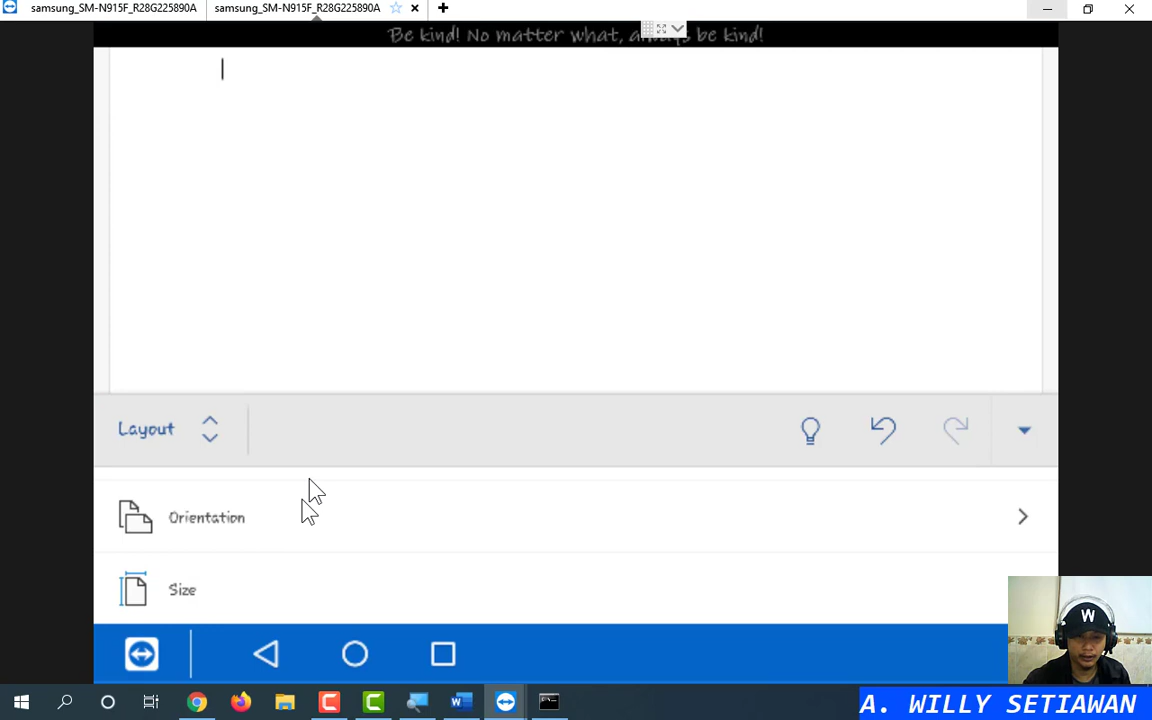 samsung_SM-N915F_R28G225890A samsung_SM-N915F_R28G225890A
Be kind! No matter what, always be kind!
Layout
Orientation
Size
W
A. WILLY SETIAWAN